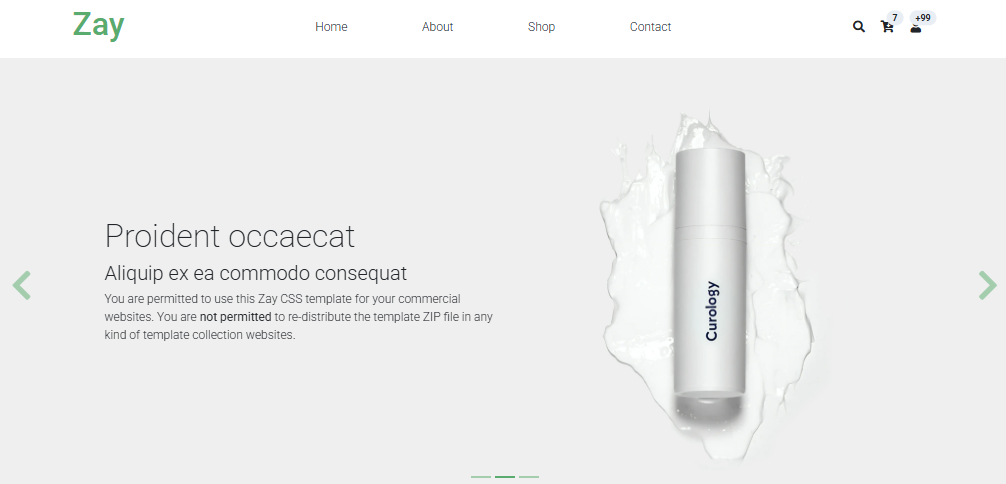 Zay
Home
About
Shop
Contact
7
+99
Proident occaecat
Aliquip ex ea commodo consequat
You are permitted to use this Zay CSS template for your commercial
websites. You are not permitted to re-distribute the template ZIP file in any
kind of template collection websites.
Curology